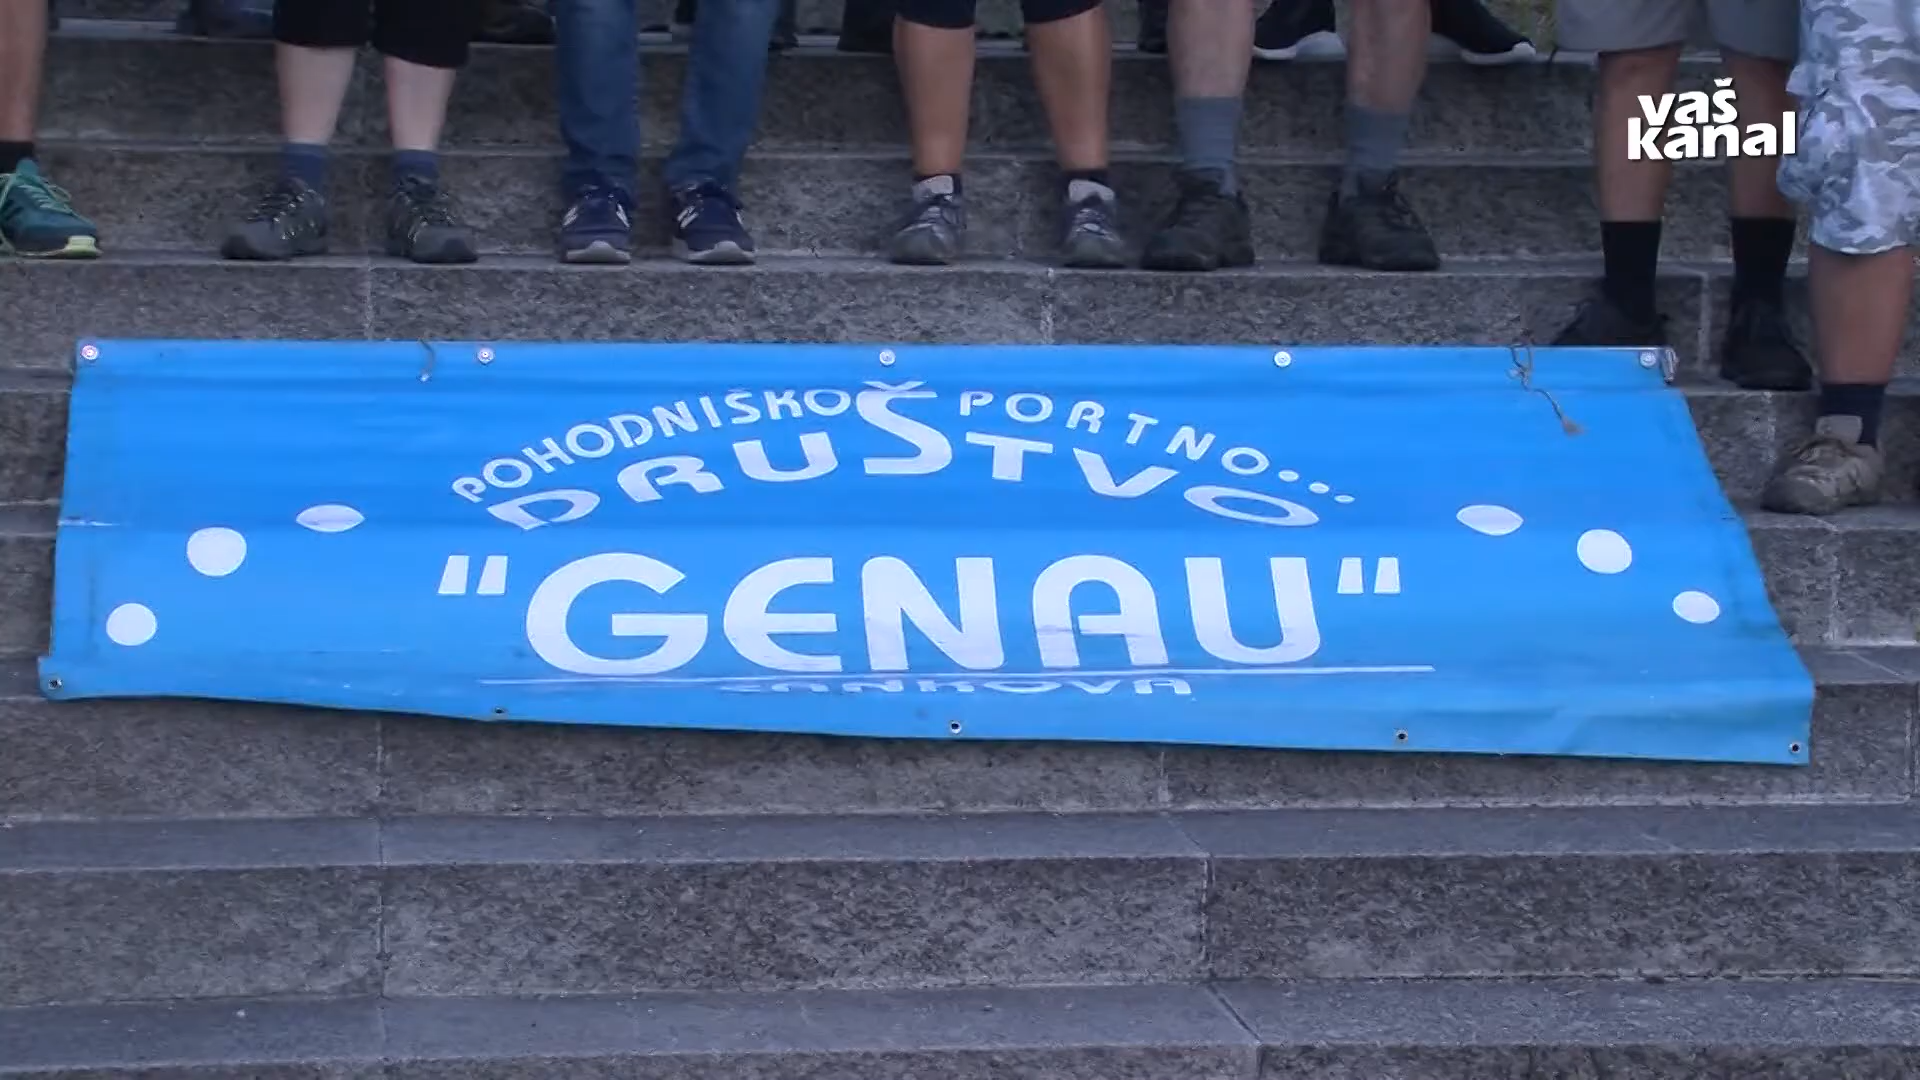 POHODNIŠKO ŠPORTNO...
DRUŠTVO
"GENAU"
vaš
kanal